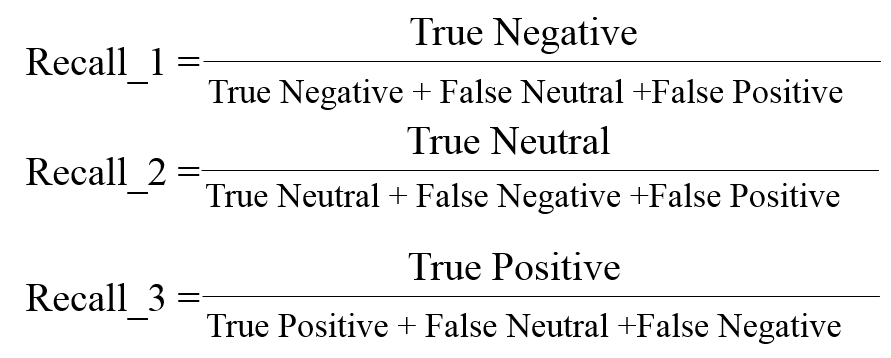 True Negative
Recall_1 =
True Negative + False Neutral +False Positive
True Neutral
Recall_2 =
True Neutral + False Negative +False Positive
True Positive
Recall_3 =
True Positive + False Neutral +False Negative